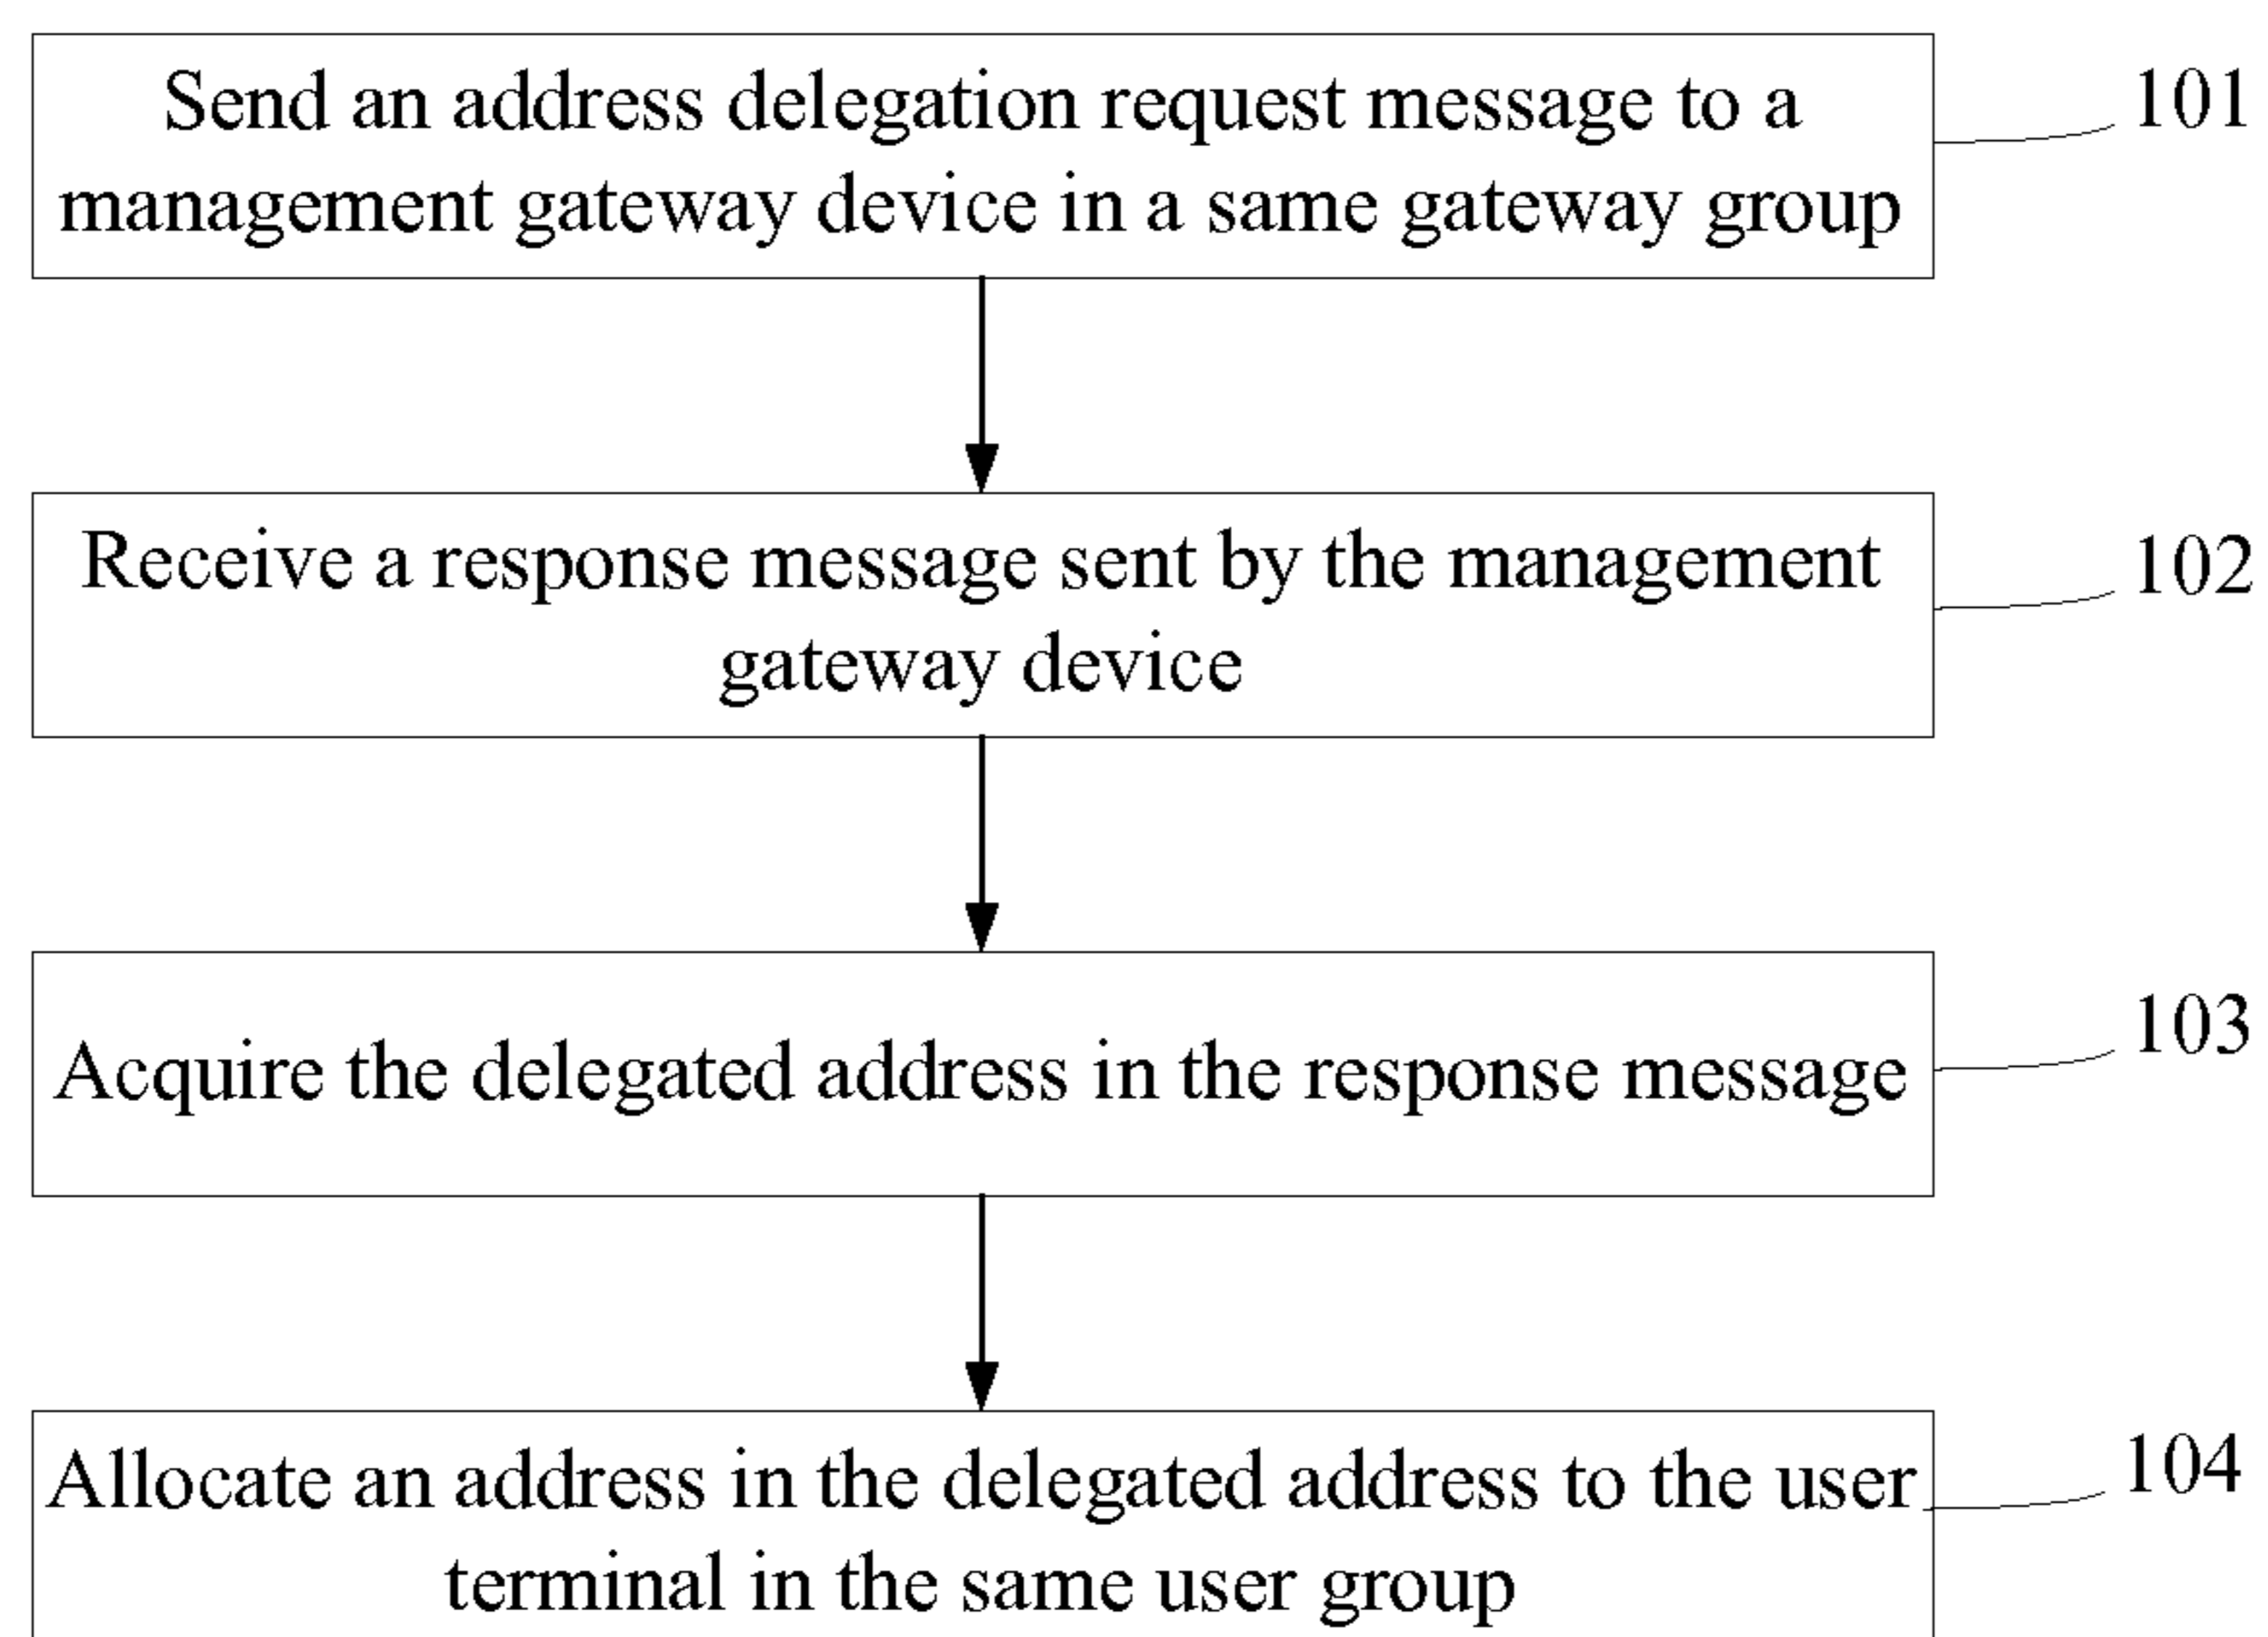 Send an address delegation request message to a
management gateway device in a same gateway group
101
Receive a response message sent by the management
gateway device
102
Acquire the delegated address in the response message
103
Allocate an address in the delegated address to the user
terminal in the same user group
104